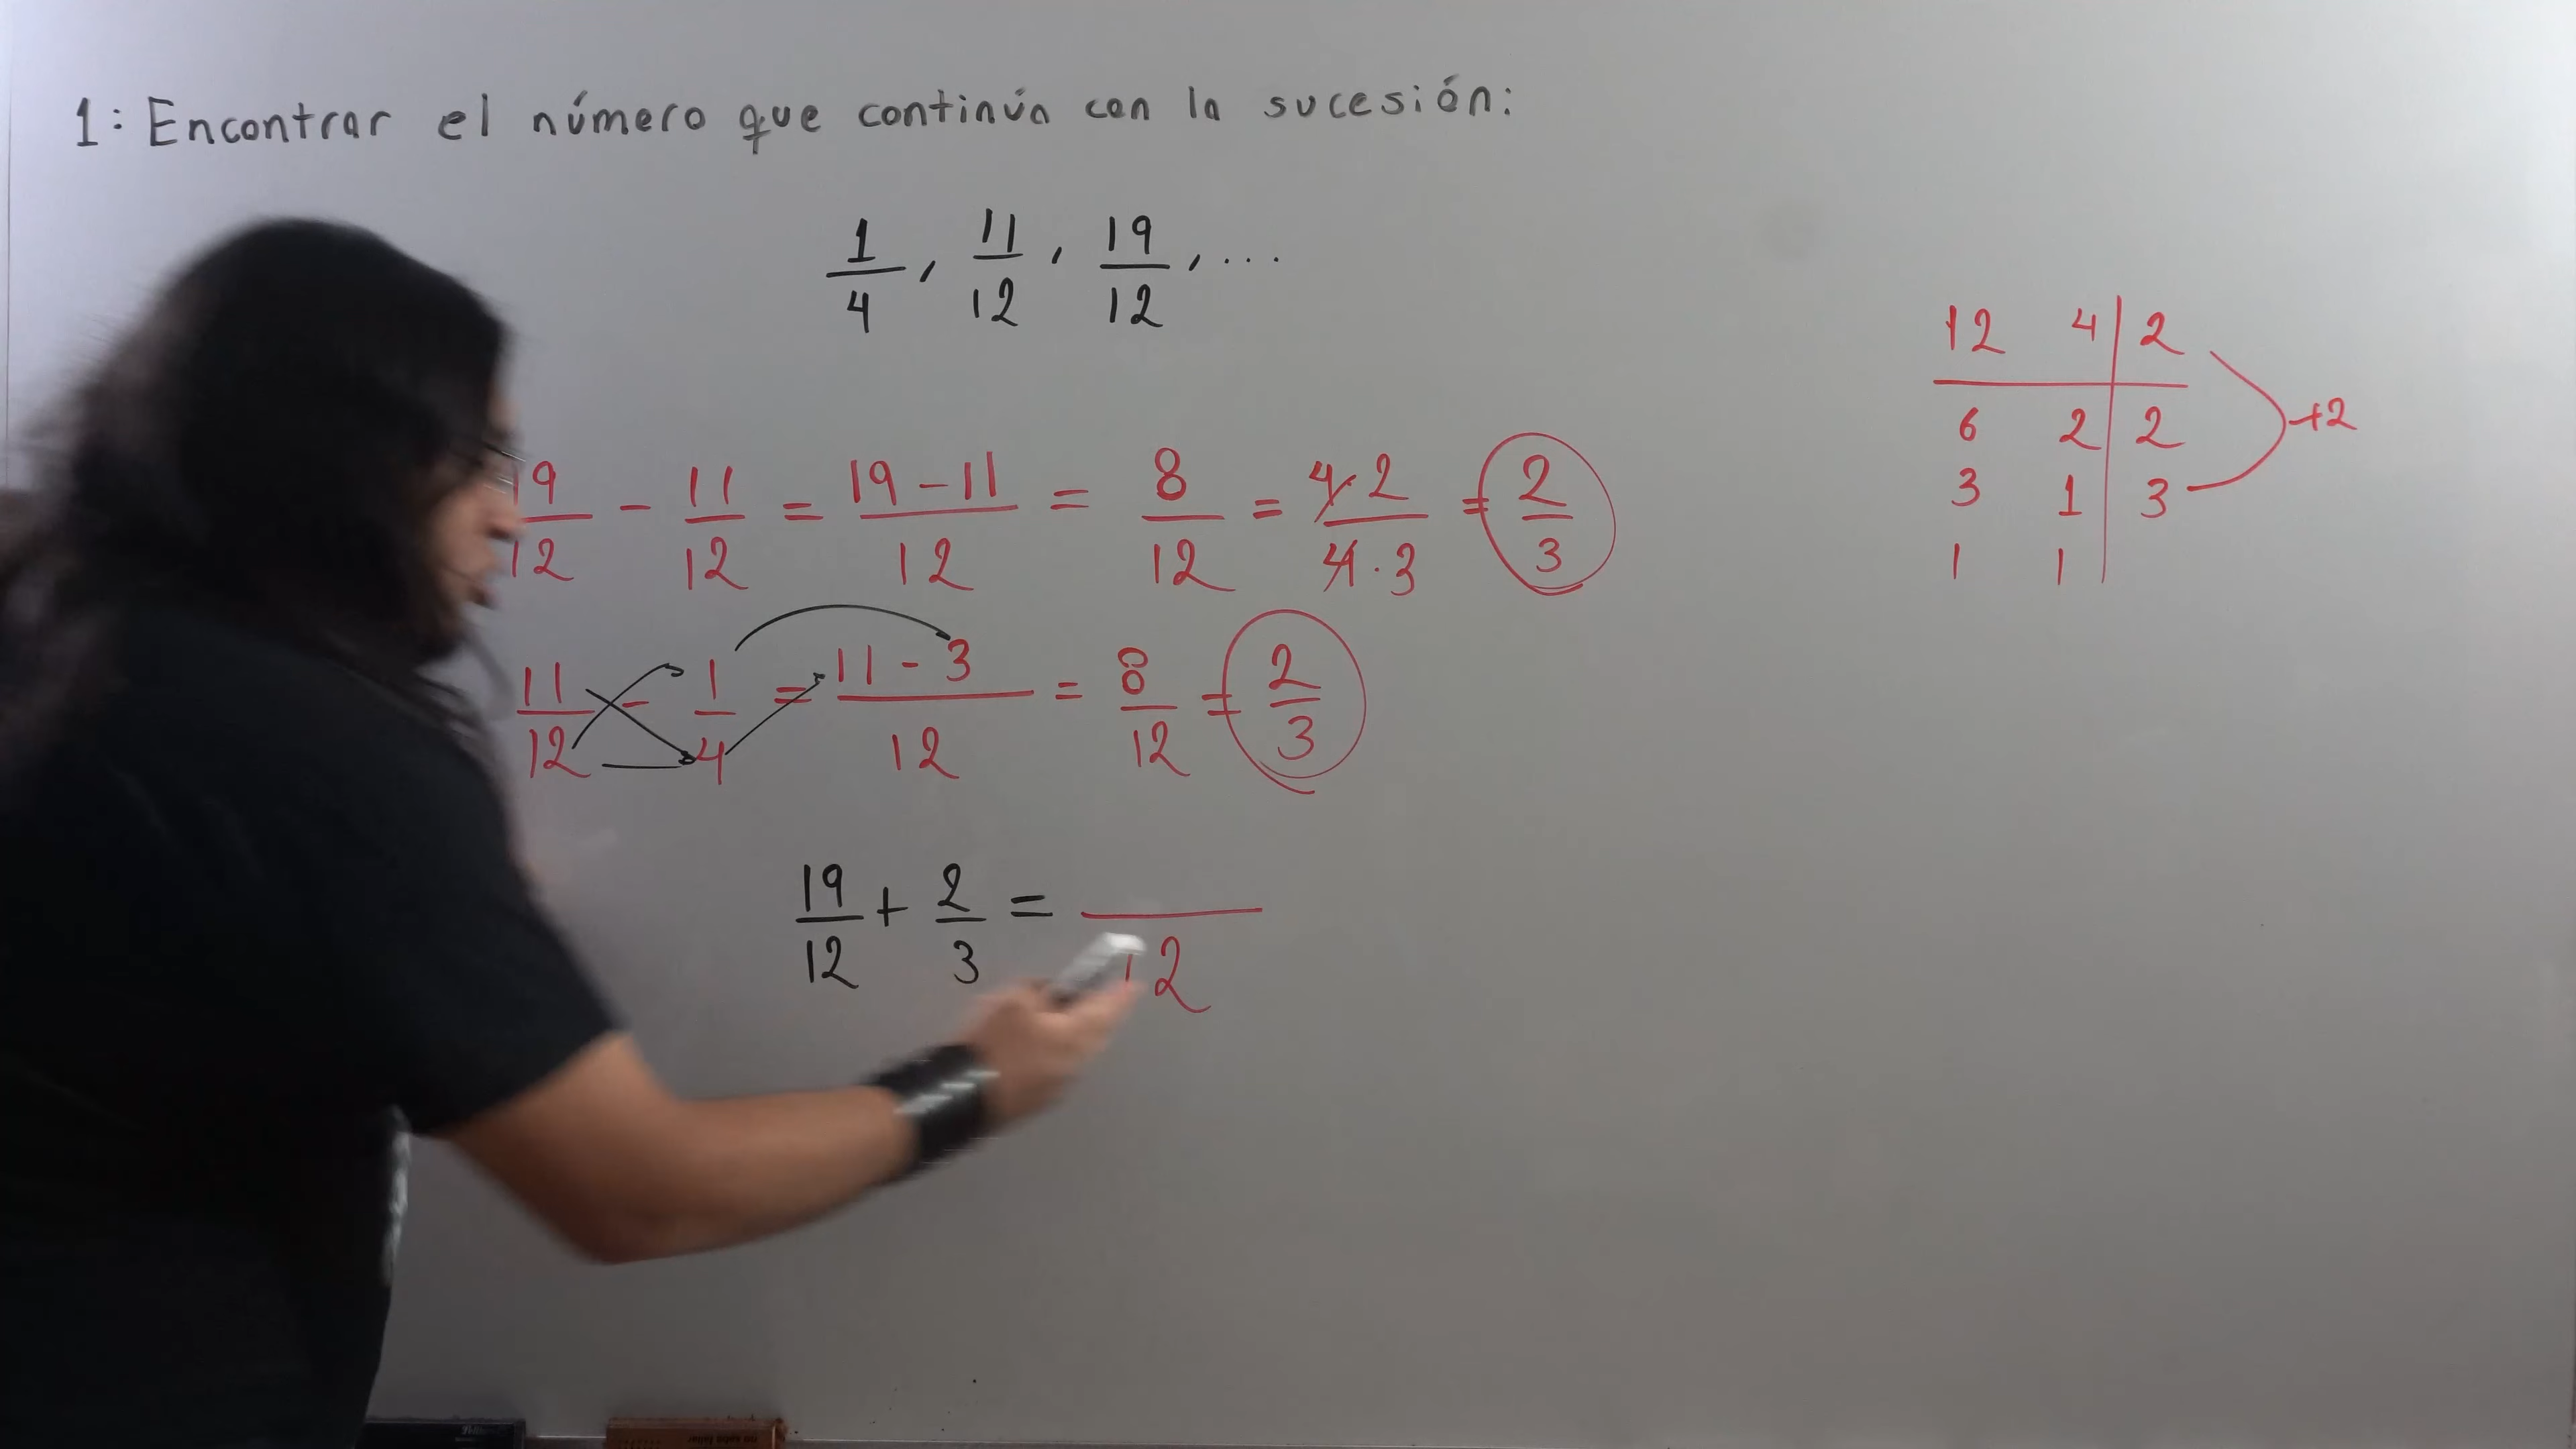 1: Encontrar el número que continúa con la sucesión:
1/4 , 11/12 , 19/12 , ...
12 4 | 2
6 2 | 2
3 1 | 3
1 1 |
+2
19/12 - 11/12 = 19-11/12 = 8/12 = 4·2/4·3 = 2/3
11/12 - 1/4 = 11-3/12 = 8/12 = 2/3
19/12 + 2/3 = /12